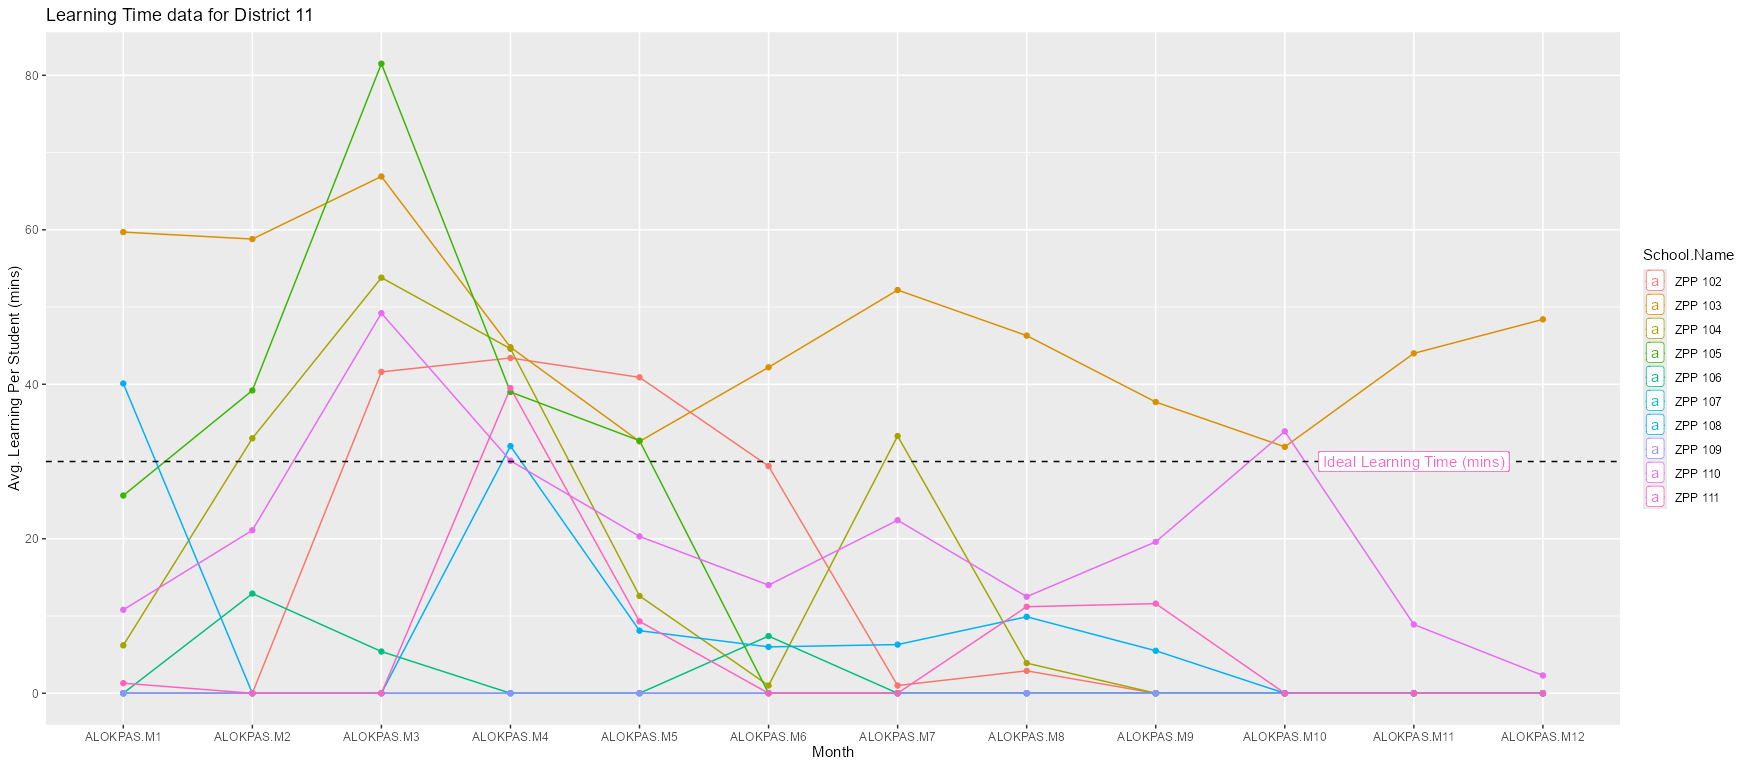 Learning Time data for District 11
Avg. Learning Per Student (mins)
80
60
40
20
0
Ideal Learning Time (mins)
ALOKPAS.M1
ALOKPAS.M2
ALOKPAS.M3
ALOKPAS.M4
ALOKPAS.M5
ALOKPAS.M6
ALOKPAS.M7
ALOKPAS.M8
ALOKPAS.M9
ALOKPAS.M10
ALOKPAS.M11
ALOKPAS.M12
Month
School.Name
a ZPP 102
a ZPP 103
a ZPP 104
a ZPP 105
a ZPP 106
a ZPP 107
a ZPP 108
a ZPP 109
a ZPP 110
a ZPP 111